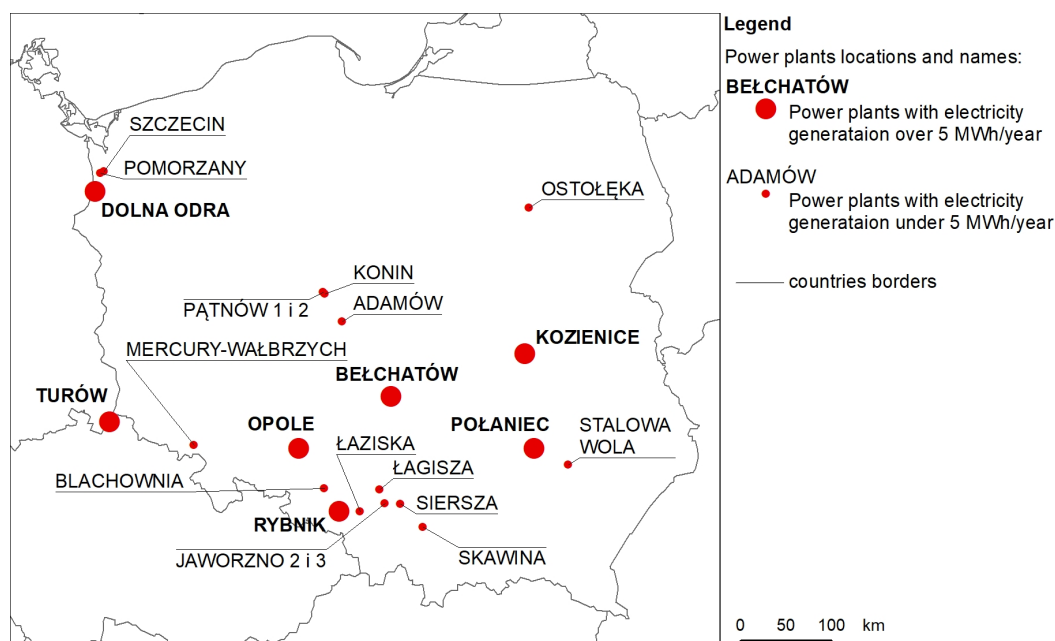 SZCZECIN
POMORZANY
DOLNA ODRA
OSTOŁĘKA
KONIN
PĄTNÓW 1 i 2
ADAMÓW
KOZIENICE
MERCURY-WAŁBRZYCH
BEŁCHATÓW
TURÓW
OPOLE
POŁANIEC
STALOWA
WOLA
ŁAZISKA
ŁAGISZA
BLACHOWNIA
SIERSZA
RYBNIK
JAWORZNO 2 i 3
SKAWINA
Legend
Power plants locations and names:
BEŁCHATÓW
Power plants with electricity
generataion over 5 MWh/year
ADAMÓW
Power plants with electricity
generataion under 5 MWh/year
countries borders
0 50 100 km